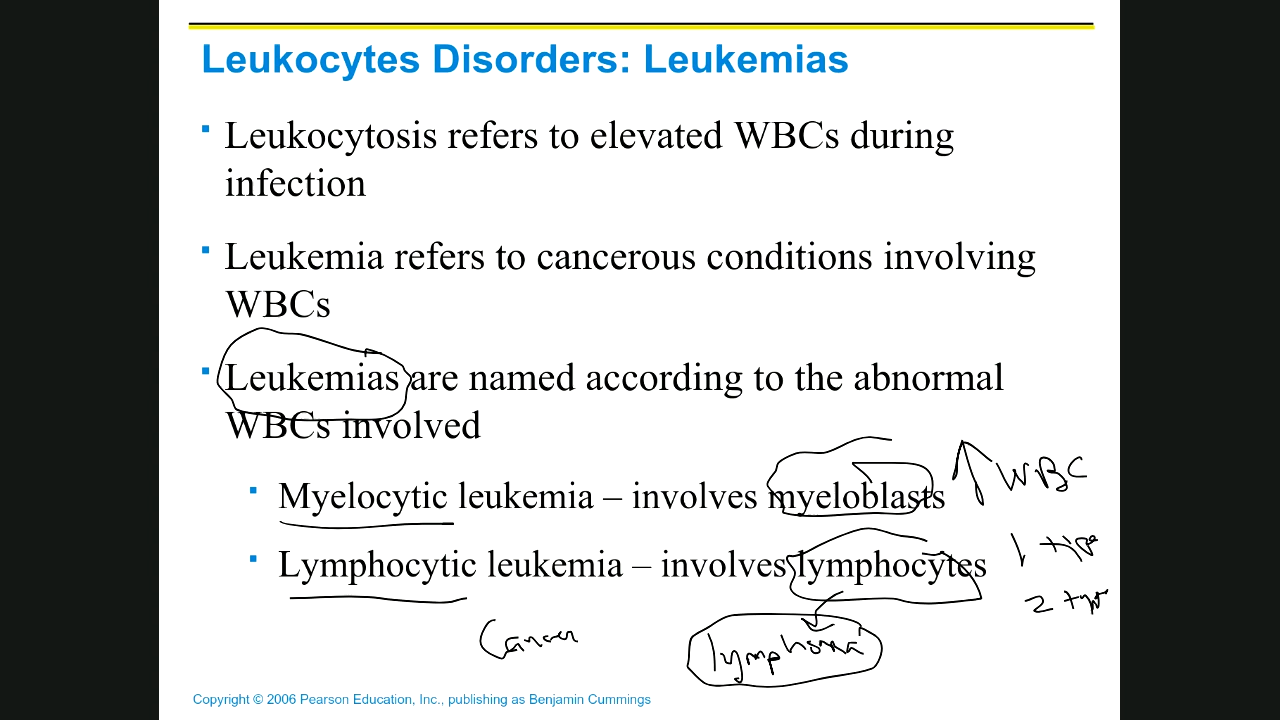 Leukocytes Disorders: Leukemias
Leukocytosis refers to elevated WBCs during
infection
Leukemia refers to cancerous conditions involving
WBCs
Leukemias are named according to the abnormal
WBCs involved
Myelocytic leukemia – involves myeloblasts
WBC
Lymphocytic leukemia – involves lymphocytes
2 type
Cancer
lymphoma
Copyright © 2006 Pearson Education, Inc., publishing as Benjamin Cummings